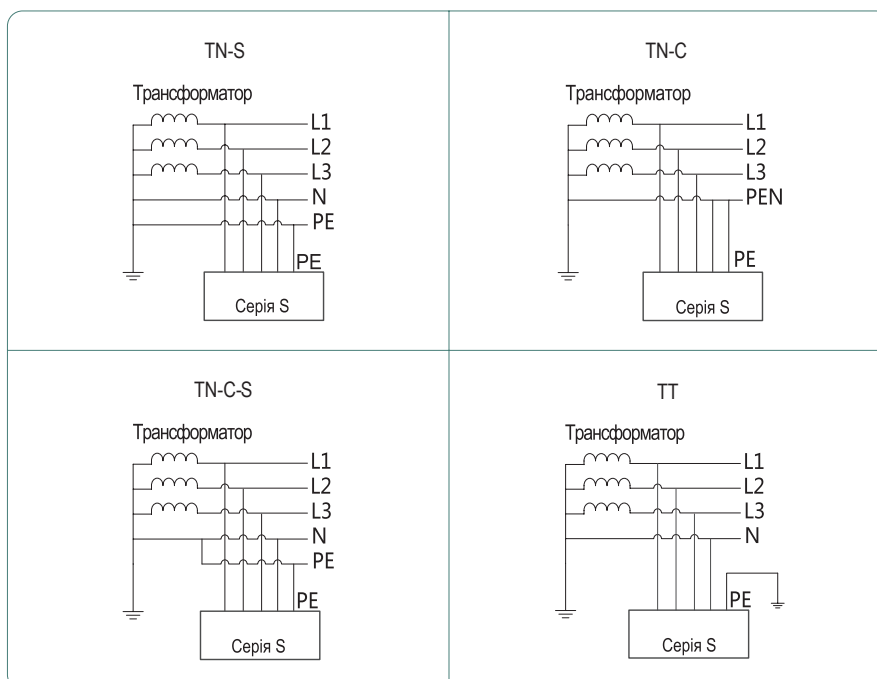 TN-S
Трансформатор
L1
L2
L3
N
PE
PE
Серія S
TN-C
Трансформатор
L1
L2
L3
PEN
PE
Серія S
TN-C-S
Трансформатор
L1
L2
L3
N
PE
PE
Серія S
TT
Трансформатор
L1
L2
L3
N
PE
Серія S